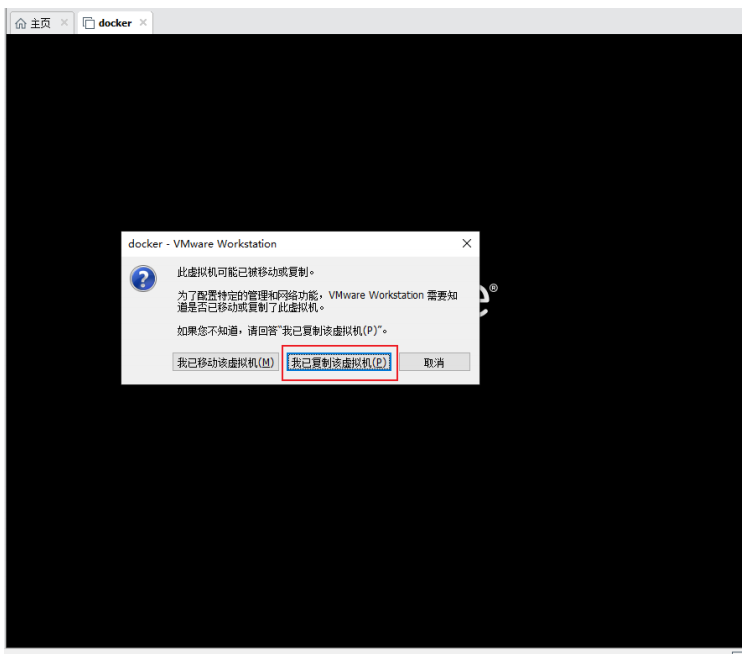 主页
docker
docker - VMware Workstation
此虚拟机可能已被移动或复制。
为了配置特定的管理和网络功能，VMware Workstation 需要知
道是否已移动或复制了此虚拟机。
如果您不知道，请回答“我已复制该虚拟机(P)”。
我已移动该虚拟机(M) 我已复制该虚拟机(P) 取消